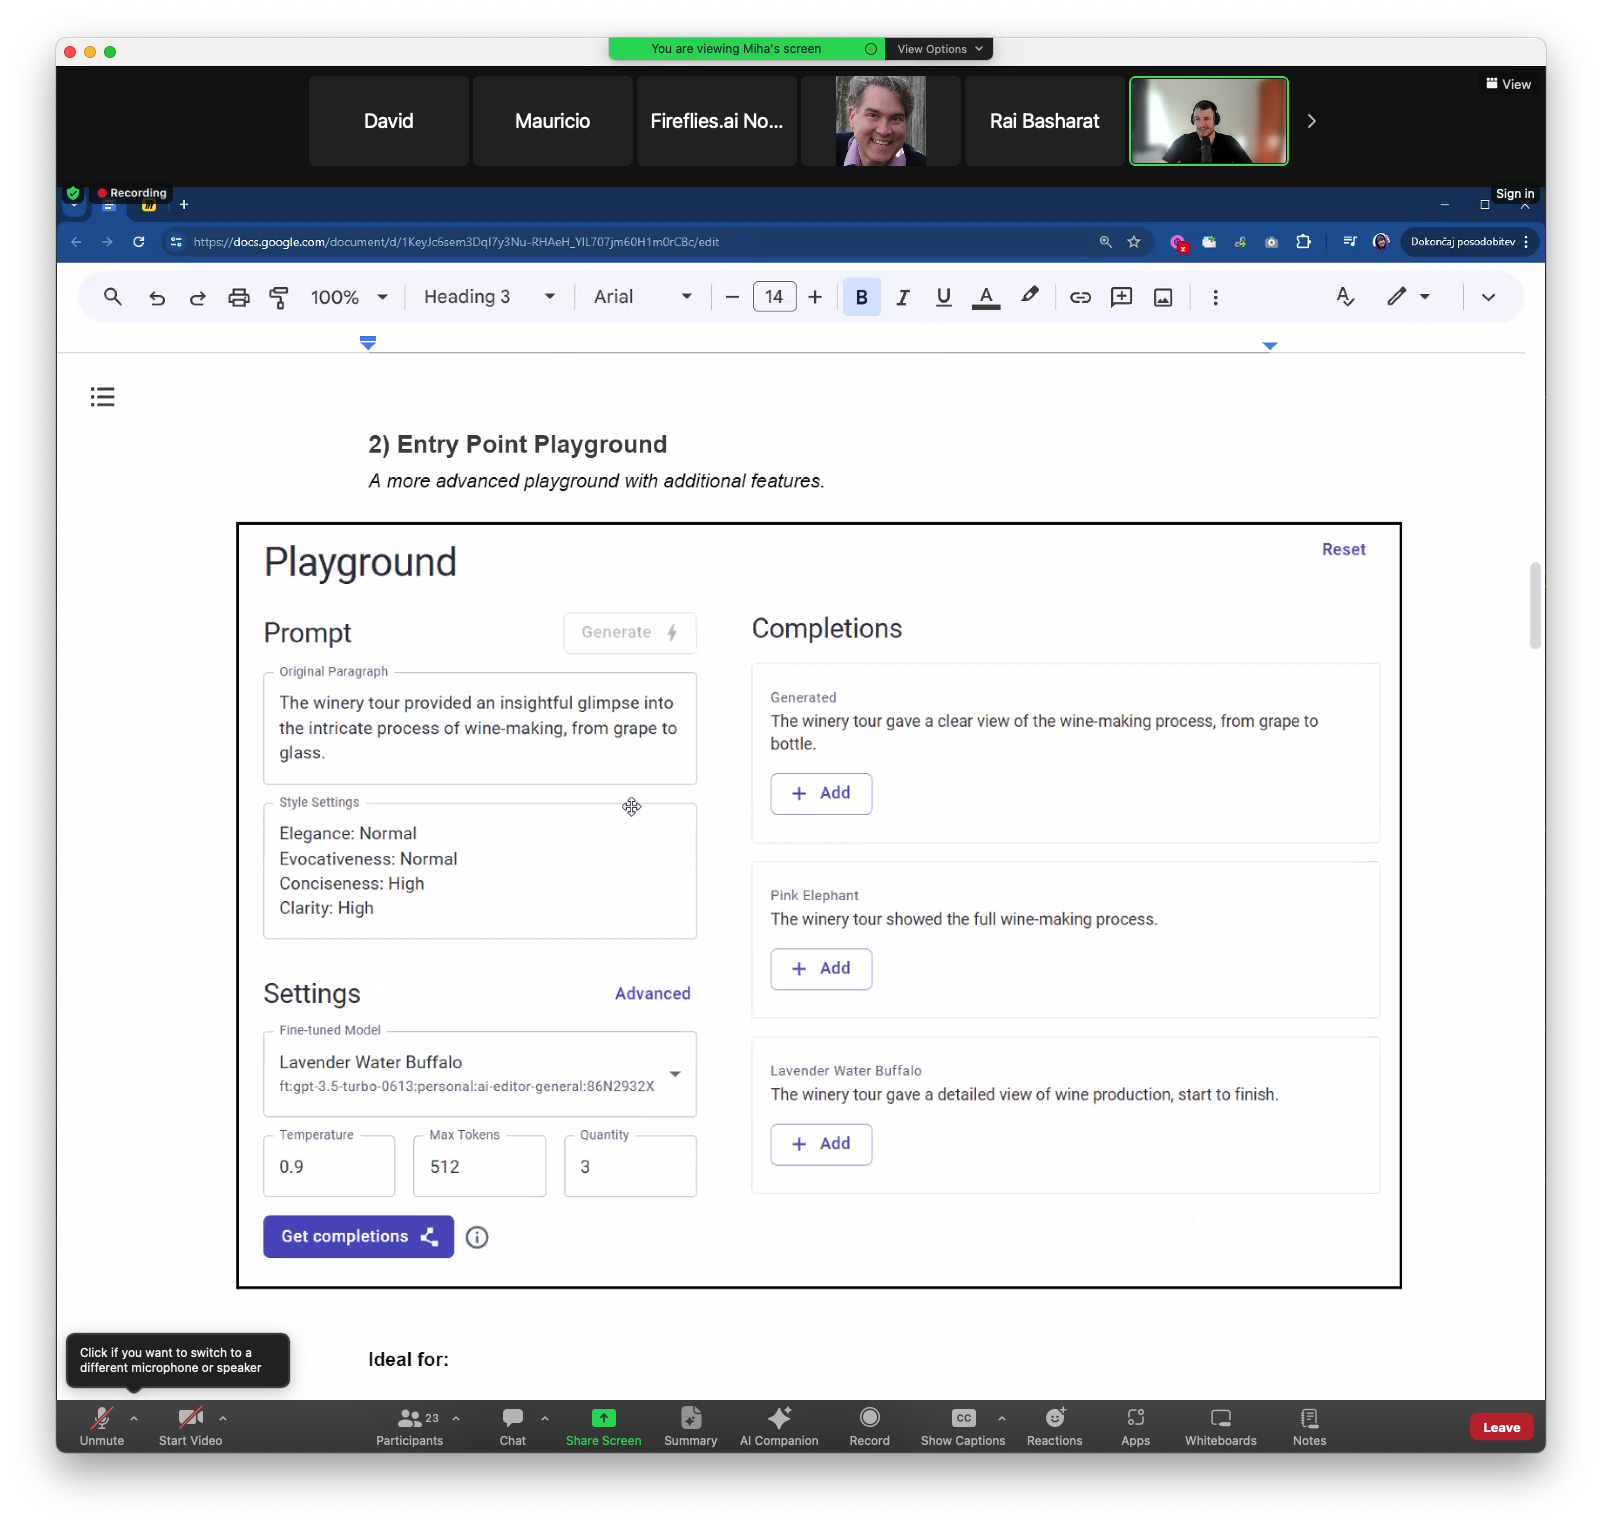 You are viewing Miha's screen
View Options
David
Mauricio
Fireflies.ai No...
Rai Basharat
View
Recording
Sign in
https://docs.google.com/document/d/1KeyJc6sem3DqI7y3Nu-RHAeH_YIL707jm60H1m0rC8c/edit
Dokončaj posodobitev
100%
Heading 3
Arial
14
B
I
U
A
2) Entry Point Playground
A more advanced playground with additional features.
Playground
Reset
Prompt
Generate
Original Paragraph
The winery tour provided an insightful glimpse into
the intricate process of wine-making, from grape to
glass.
Style Settings
Elegance: Normal
Evocativeness: Normal
Conciseness: High
Clarity: High
Settings
Advanced
Fine-tuned Model
Lavender Water Buffalo
ft:gpt-3.5-turbo-0613:personal:ai-editor-general:86N2932X
Temperature
0.9
Max Tokens
512
Quantity
3
Get completions
Completions
Generated
The winery tour gave a clear view of the wine-making process, from grape to
bottle.
+ Add
Pink Elephant
The winery tour showed the full wine-making process.
+ Add
Lavender Water Buffalo
The winery tour gave a detailed view of wine production, start to finish.
+ Add
Ideal for:
Click if you want to switch to a
different microphone or speaker
Unmute
Start Video
23
Participants
Chat
Share Screen
Summary
AI Companion
Record
CC
Show Captions
Reactions
Apps
Whiteboards
Notes
Leave